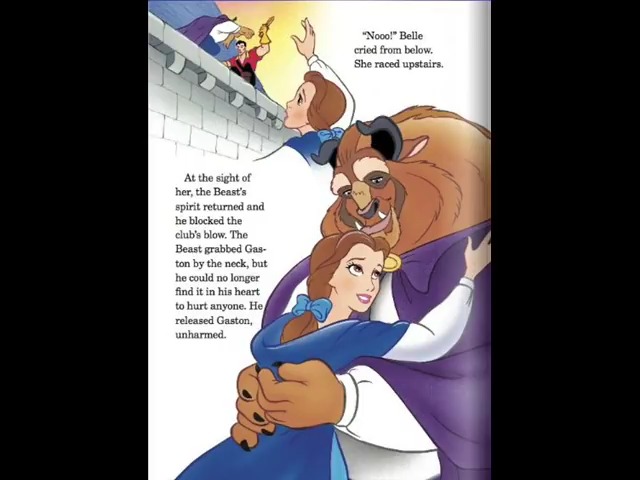 "Nooo!" Belle
cried from below.
She raced upstairs.
At the sight of
her, the Beast's
spirit returned and
he blocked the
club's blow. The
Beast grabbed Gas-
ton by the neck, but
he could no longer
find it in his heart
to hurt anyone. He
released Gaston,
unharmed.